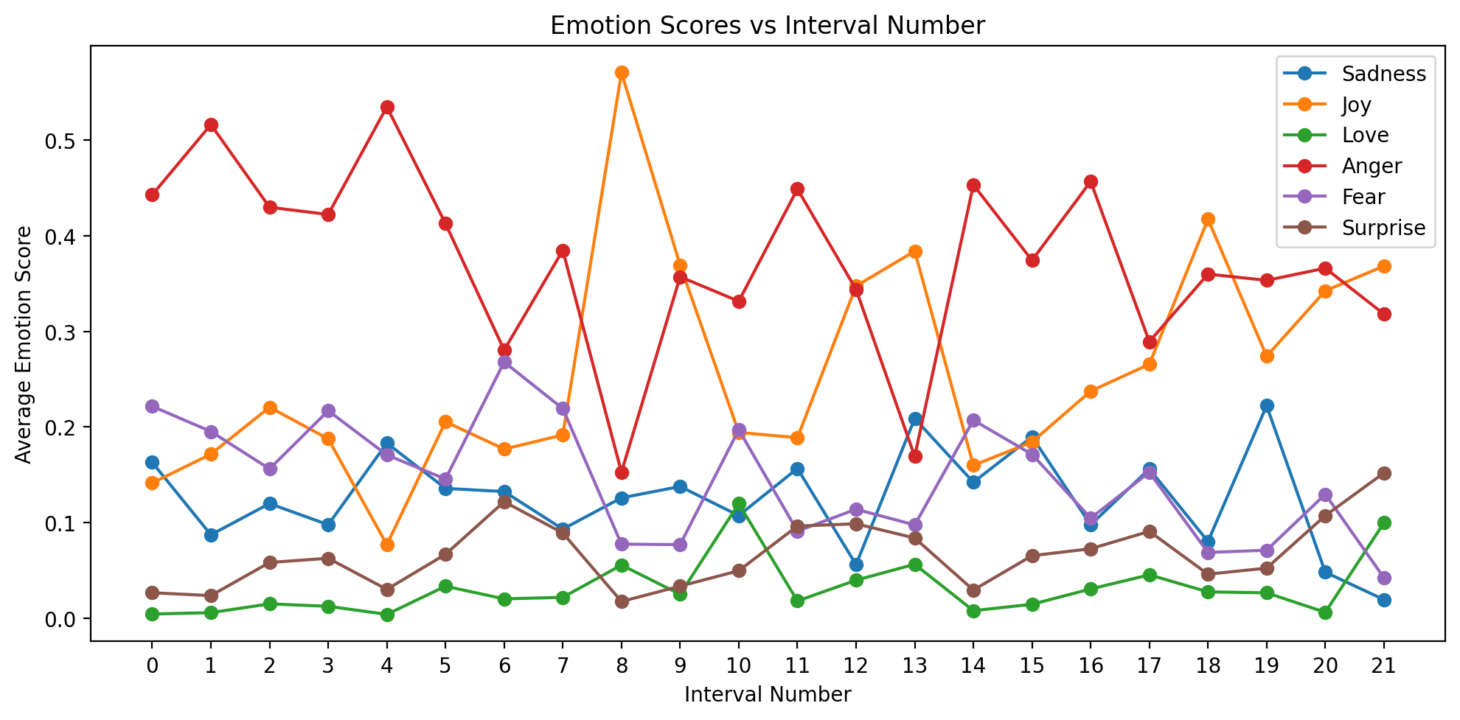 Emotion Scores vs Interval Number
Sadness
Joy
Love
Anger
Fear
Surprise
Average Emotion Score
0.5
0.4
0.3
0.2
0.1
0.0
0 1 2 3 4 5 6 7 8 9 10 11 12 13 14 15 16 17 18 19 20 21
Interval Number